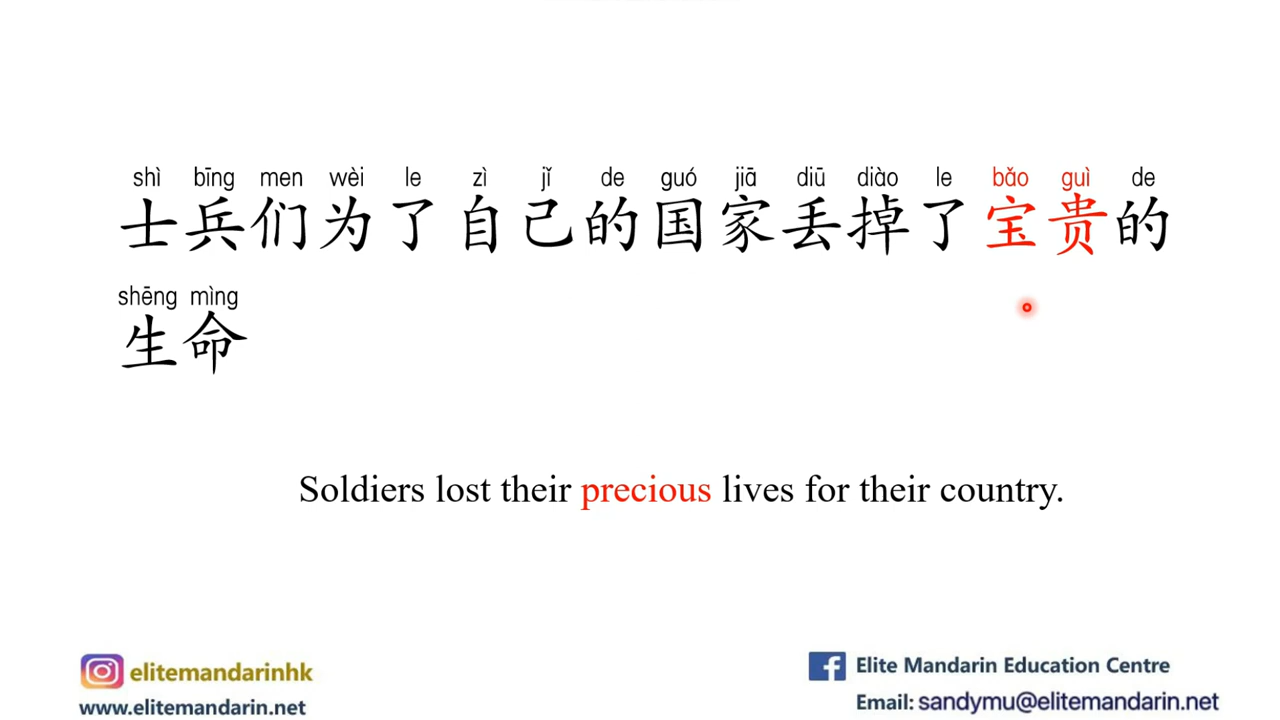 shì bīng men wèi le zì jǐ de guó jiā diū diào le bǎo guì de
士兵们为了自己的国家丢掉了宝贵的
shēng mìng
生命
Soldiers lost their precious lives for their country.
elitemandarinhk
www.elitemandarin.net
Elite Mandarin Education Centre
Email: sandymu@elitemandarin.net